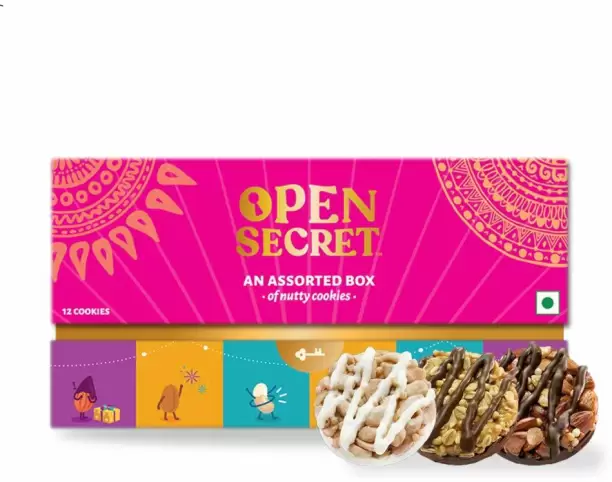 OPEN
SECRET
AN ASSORTED BOX
· of nutty cookies ·
12 COOKIES